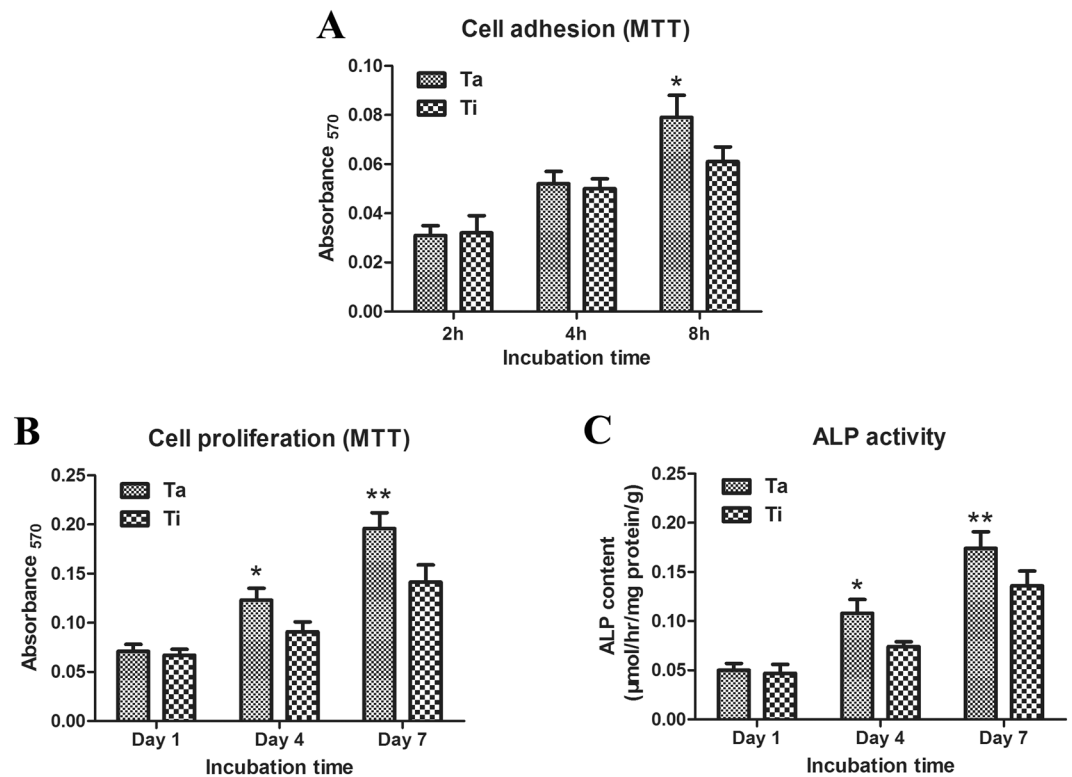 A
Cell adhesion (MTT)
0.10
0.08
0.06
0.04
0.02
0.00
Absorbance 570
Ta
Ti
*
2h 4h 8h
Incubation time
B
Cell proliferation (MTT)
0.25
0.20
0.15
0.10
0.05
0.00
Absorbance 570
Ta
Ti
*
**
Day 1 Day 4 Day 7
Incubation time
C
ALP activity
0.25
0.20
0.15
0.10
0.05
0.00
ALP content
(μmol/hr/mg protein/g)
Ta
Ti
*
**
Day 1 Day 4 Day 7
Incubation time